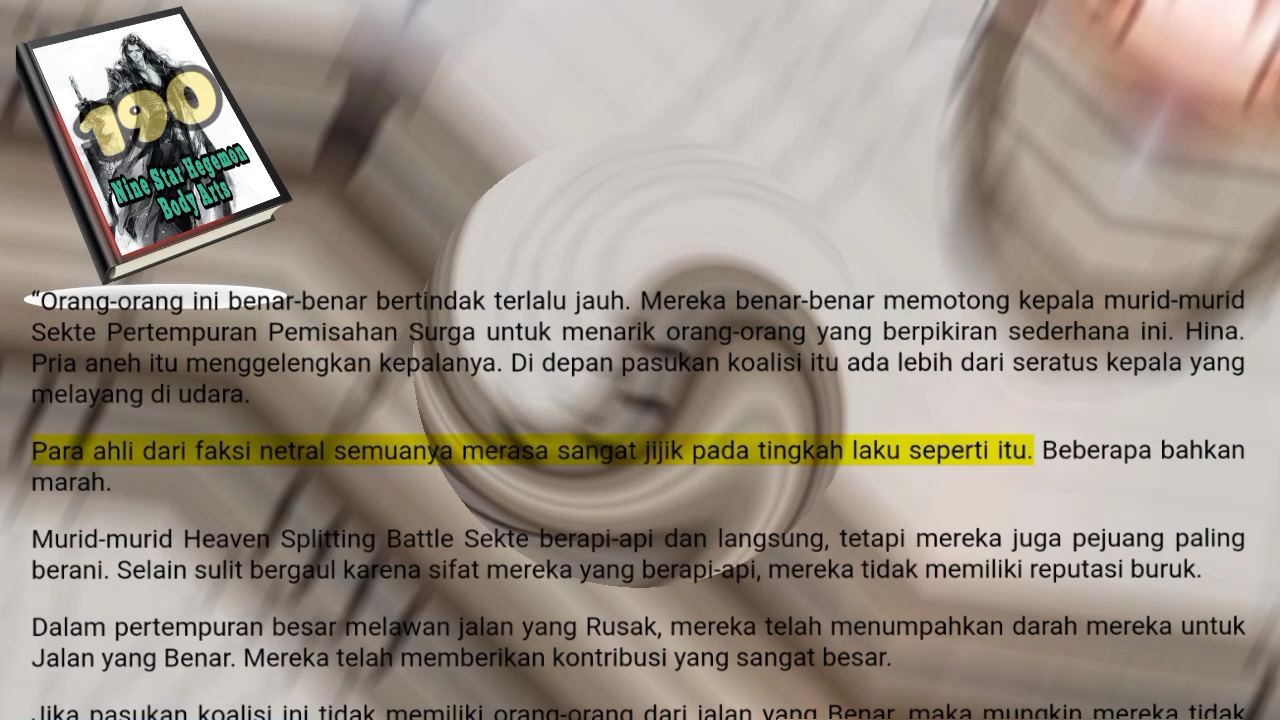 190
Nine Star Hegemon
Body Arts
“Orang-orang ini benar-benar bertindak terlalu jauh. Mereka benar-benar memotong kepala murid-murid
Sekte Pertempuran Pemisahan Surga untuk menarik orang-orang yang berpikiran sederhana ini. Hina.
Pria aneh itu menggelengkan kepalanya. Di depan pasukan koalisi itu ada lebih dari seratus kepala yang
melayang di udara.
Para ahli dari faksi netral semuanya merasa sangat jijik pada tingkah laku seperti itu. Beberapa bahkan
marah.
Murid-murid Heaven Splitting Battle Sekte berapi-api dan langsung, tetapi mereka juga pejuang paling
berani. Selain sulit bergaul karena sifat mereka yang berapi-api, mereka tidak memiliki reputasi buruk.
Dalam pertempuran besar melawan jalan yang Rusak, mereka telah menumpahkan darah mereka untuk
Jalan yang Benar. Mereka telah memberikan kontribusi yang sangat besar.
Jika pasukan koalisi ini tidak memiliki orang-orang dari jalan yang Benar, maka mungkin mereka tidak